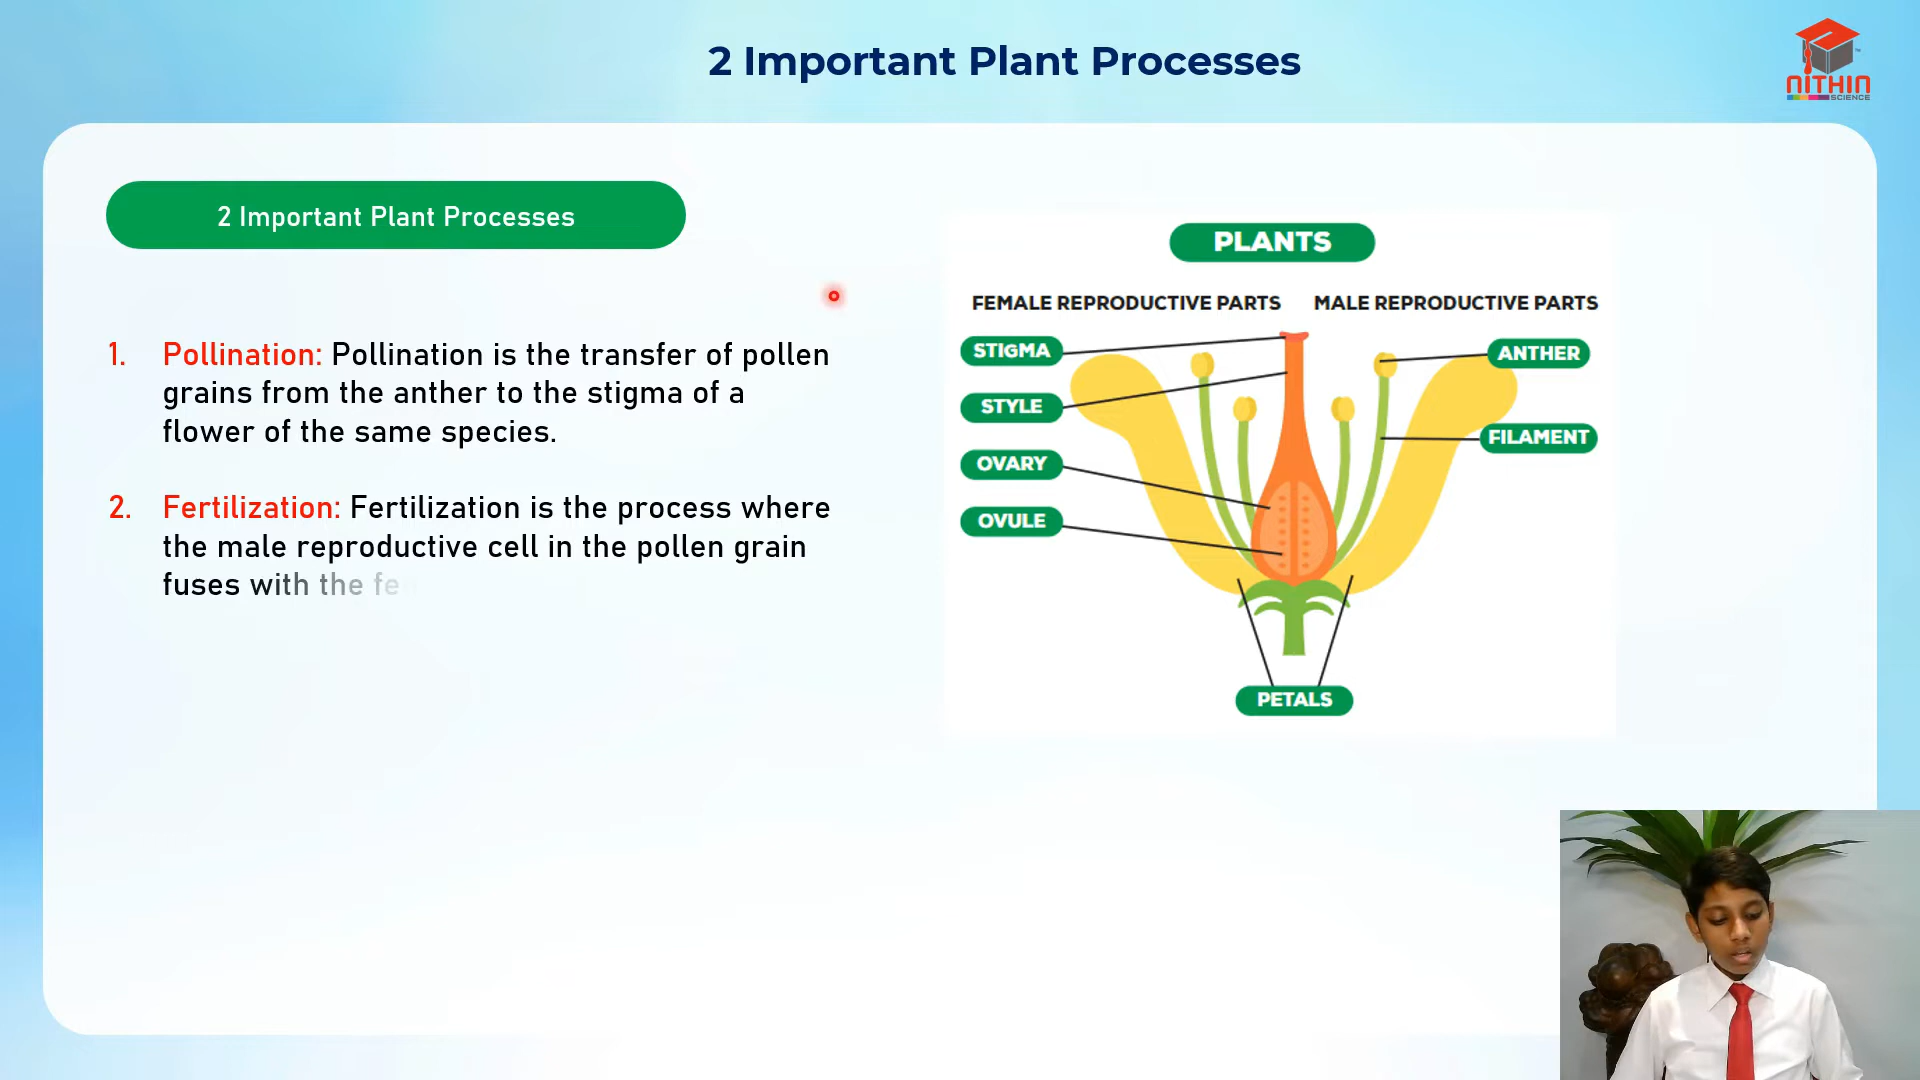 2 Important Plant Processes
NITHIN
SCIENCE
2 Important Plant Processes
1. Pollination: Pollination is the transfer of pollen
grains from the anther to the stigma of a
flower of the same species.
2. Fertilization: Fertilization is the process where
the male reproductive cell in the pollen grain
fuses with the fe
PLANTS
FEMALE REPRODUCTIVE PARTS
MALE REPRODUCTIVE PARTS
STIGMA
STYLE
OVARY
OVULE
ANTHER
FILAMENT
PETALS